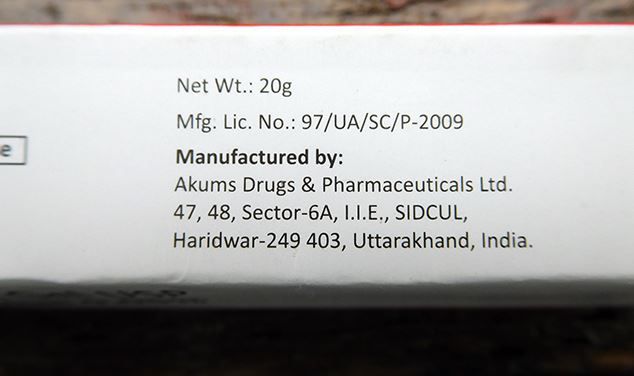 Net Wt.: 20g
Mfg. Lic. No.: 97/UA/SC/P-2009
Manufactured by:
Akums Drugs & Pharmaceuticals Ltd.
47, 48, Sector-6A, I.I.E., SIDCUL,
Haridwar-249 403, Uttarakhand, India.